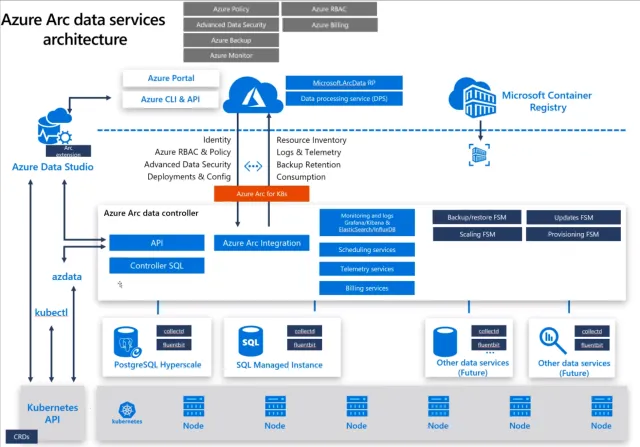 Azure Arc data services
architecture
Azure Policy
Azure RBAC
Advanced Data Security
Azure Billing
Azure Backup
Azure Monitor
Azure Portal
Azure CLI & API
Microsoft.ArcData RP
Data processing service (DPS)
Microsoft Container
Registry
Arc
extension
Azure Data Studio
Identity
Azure RBAC & Policy
Advanced Data Security
Deployments & Config
Resource Inventory
Logs & Telemetry
Backup Retention
Consumption
Azure Arc for K8s
Azure Arc data controller
API
Controller SQL
Azure Arc Integration
Monitoring and logs
Grafana/Kibana &
ElasticSearch/InfluxDB
Scheduling services
Telemetry services
Billing services
Backup/restore FSM
Updates FSM
Scaling FSM
Provisioning FSM
azdata
kubectl
collectd
fluentbit
PostgreSQL Hyperscale
SQL
collectd
fluentbit
SQL Managed Instance
collectd
fluentbit
...
Other data services
(Future)
collectd
fluentbit
Other data services
(Future)
Kubernetes
API
CRDs
kubernetes
Node
Node
Node
Node
Node
Node